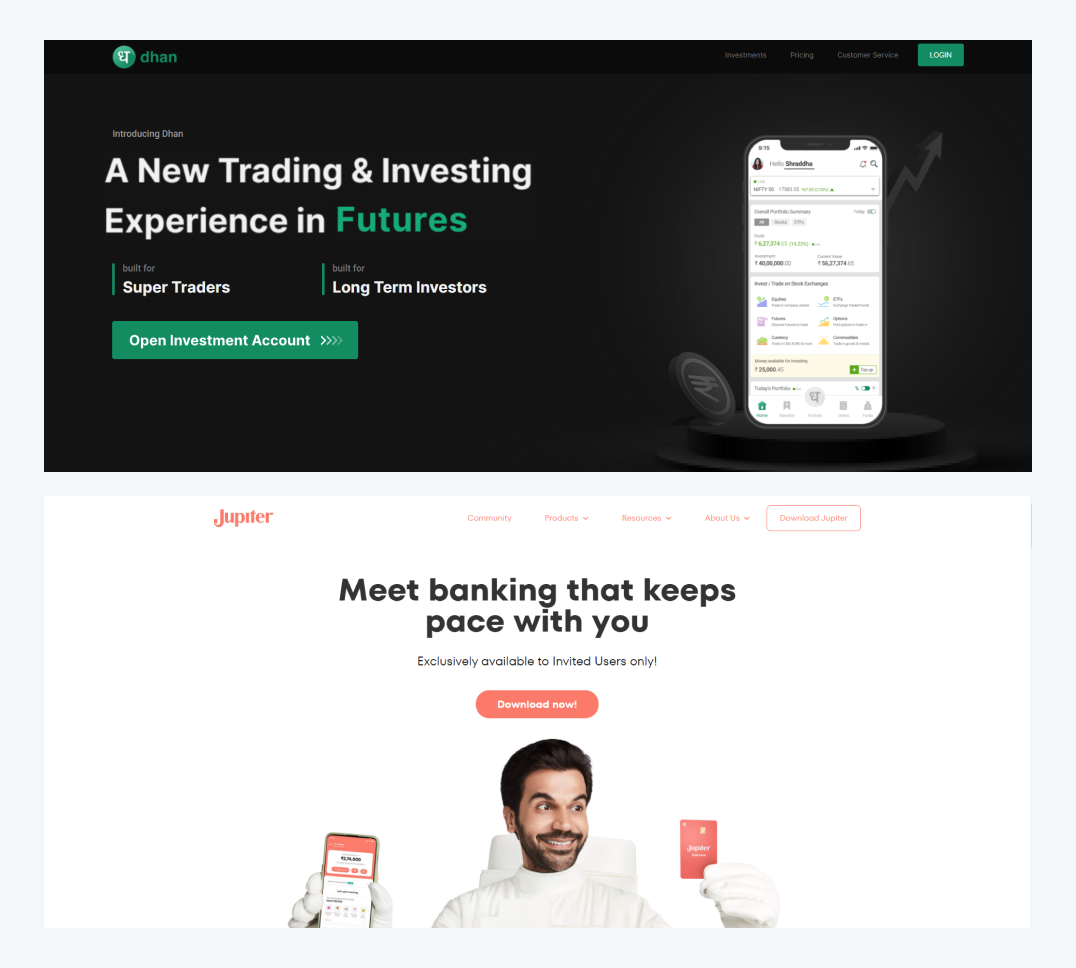 ध dhan
Investments Pricing Customer Service LOGIN
Introducing Dhan
A New Trading & Investing
Experience in Futures
built for
Super Traders
built for
Long Term Investors
Open Investment Account
9:15
Hello Shraddha
NIFTY 50 17583.55
Overall Portfolio Summary Today
All Stocks ETFs
Profit
₹ 6,27,374.65 (14.23%)
Investment Current Value
₹ 40,00,000.00 ₹ 56,27,374.65
Invest / Trade on Stock Exchanges
Equities ETFs
Futures Options
Currency Commodities
Money available for investing
₹ 25,000.45 Top up
Today's Portfolio
ध
Home Portfolio Orders
₹
Jupiter
Community Products Resources About Us Download Jupiter
Meet banking that keeps
pace with you
Exclusively available to Invited Users only!
Download now!
Jupiter